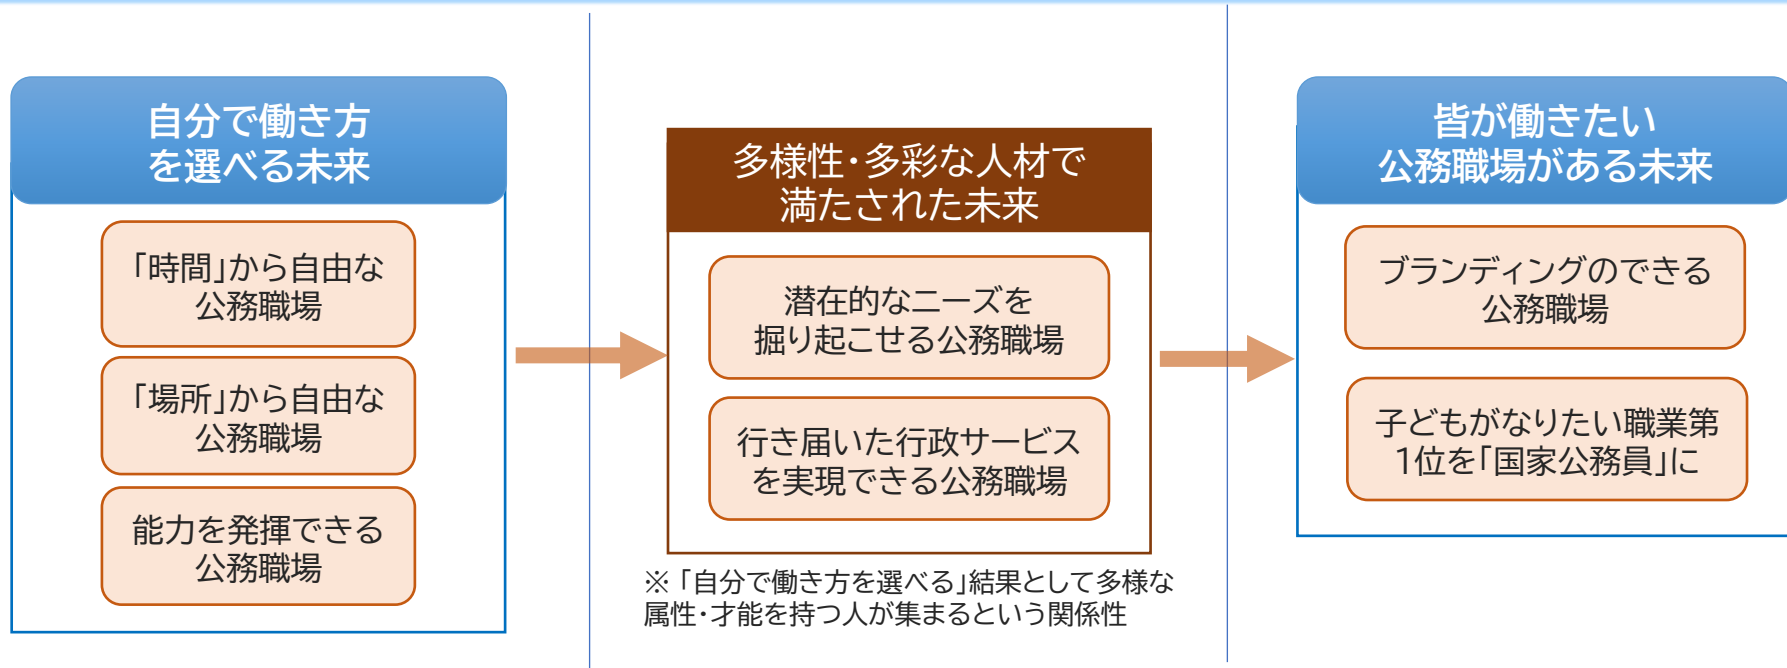 自分で働き方
を選べる未来
「時間」から自由な
公務職場
「場所」から自由な
公務職場
能力を発揮できる
公務職場
多様性・多彩な人材で
満たされた未来
潜在的なニーズを
掘り起こせる公務職場
行き届いた行政サービス
を実現できる公務職場
※「自分で働き方を選べる」結果として多様な
属性・才能を持つ人が集まるという関係性
皆が働きたい
公務職場がある未来
ブランディングのできる
公務職場
子どもがなりたい職業第
1位を「国家公務員」に